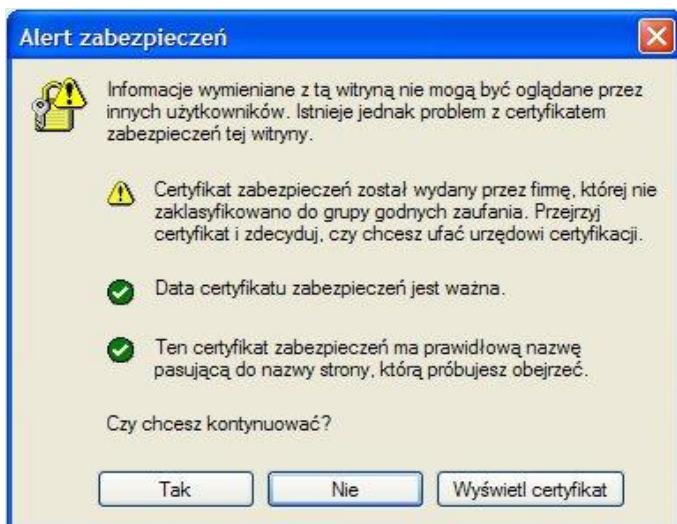 Alert zabezpieczeń
Informacje wymieniane z tą witryną nie mogą być oglądane przez
innych użytkowników. Istnieje jednak problem z certyfikatem
zabezpieczeń tej witryny.
Certyfikat zabezpieczeń został wydany przez firmę, której nie
zaklasyfikowano do grupy godnych zaufania. Przejrzyj
certyfikat i zdecyduj, czy chcesz ufać urzędowi certyfikacji.
Data certyfikatu zabezpieczeń jest ważna.
Ten certyfikat zabezpieczeń ma prawidłową nazwę
pasującą do nazwy strony, którą próbujesz obejrzeć.
Czy chcesz kontynuować?
Tak Nie Wyświetl certyfikat